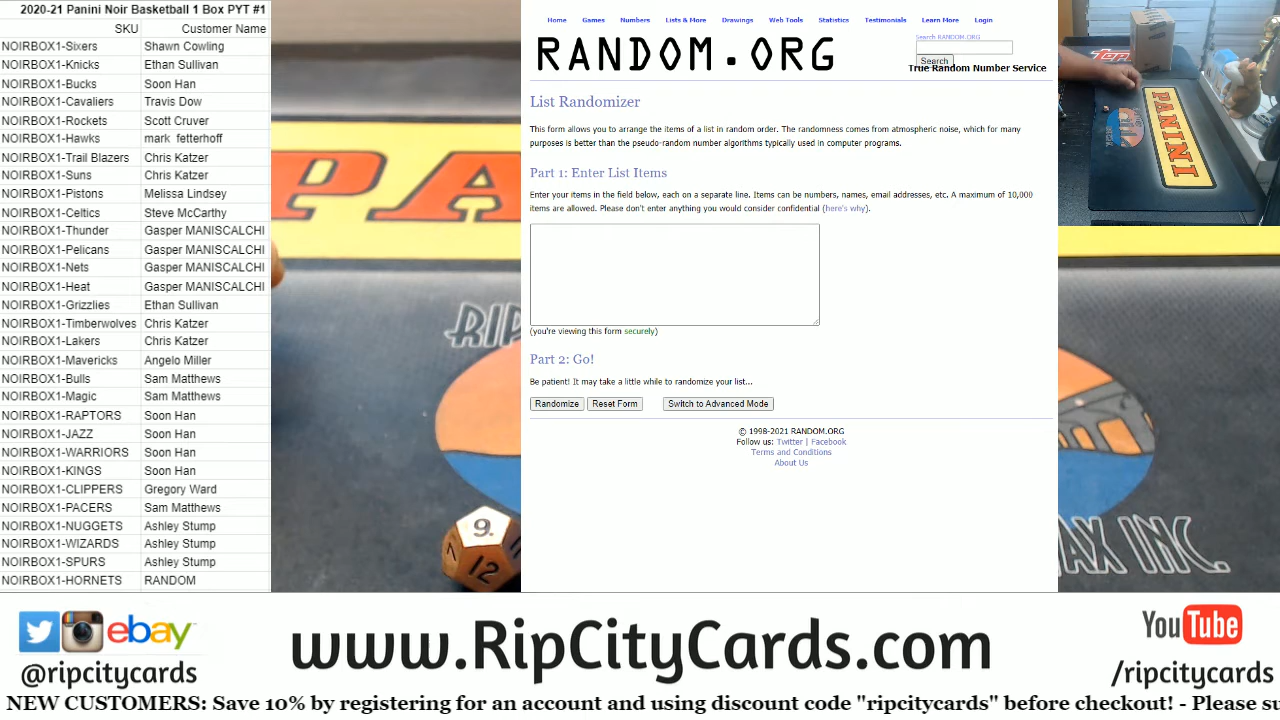 2020-21 Panini Noir Basketball 1 Box PYT #1
SKU Customer Name
NOIRBOX1-Sixers Shawn Cowling
NOIRBOX1-Knicks Ethan Sullivan
NOIRBOX1-Bucks Soon Han
NOIRBOX1-Cavaliers Travis Dow
NOIRBOX1-Rockets Scott Cruver
NOIRBOX1-Hawks mark fetterhoff
NOIRBOX1-Trail Blazers Chris Katzer
NOIRBOX1-Suns Chris Katzer
NOIRBOX1-Pistons Melissa Lindsey
NOIRBOX1-Celtics Steve McCarthy
NOIRBOX1-Thunder Gasper MANISCALCHI
NOIRBOX1-Pelicans Gasper MANISCALCHI
NOIRBOX1-Nets Gasper MANISCALCHI
NOIRBOX1-Heat Gasper MANISCALCHI
NOIRBOX1-Grizzlies Ethan Sullivan
NOIRBOX1-Timberwolves Chris Katzer
NOIRBOX1-Lakers Chris Katzer
NOIRBOX1-Mavericks Angelo Miller
NOIRBOX1-Bulls Sam Matthews
NOIRBOX1-Magic Sam Matthews
NOIRBOX1-RAPTORS Soon Han
NOIRBOX1-JAZZ Soon Han
NOIRBOX1-WARRIORS Soon Han
NOIRBOX1-KINGS Soon Han
NOIRBOX1-CLIPPERS Gregory Ward
NOIRBOX1-PACERS Sam Matthews
NOIRBOX1-NUGGETS Ashley Stump
NOIRBOX1-WIZARDS Ashley Stump
NOIRBOX1-SPURS Ashley Stump
NOIRBOX1-HORNETS RANDOM
PA
RIP
9.
7
12
Home Games Numbers Lists & More Drawings Web Tools Statistics Testimonials Learn More Login
RANDOM.ORG
Search RANDOM.ORG
Search
True Random Number Service
List Randomizer
This form allows you to arrange the items of a list in random order. The randomness comes from atmospheric noise, which for many
purposes is better than the pseudo-random number algorithms typically used in computer programs.
Part 1: Enter List Items
Enter your items in the field below, each on a separate line. Items can be numbers, names, email addresses, etc. A maximum of 10,000
items are allowed. Please don't enter anything you would consider confidential (here's why).
(you're viewing this form securely)
Part 2: Go!
Be patient! It may take a little while to randomize your list...
Randomize Reset Form Switch to Advanced Mode
© 1998-2021 RANDOM.ORG
Follow us: Twitter | Facebook
Terms and Conditions
About Us
PANINI
AX INC.
ebay
@ripcitycards
www.RipCityCards.com
You Tube
/ripcitycards
NEW CUSTOMERS: Save 10% by registering for an account and using discount code "ripcitycards" before checkout! - Please su